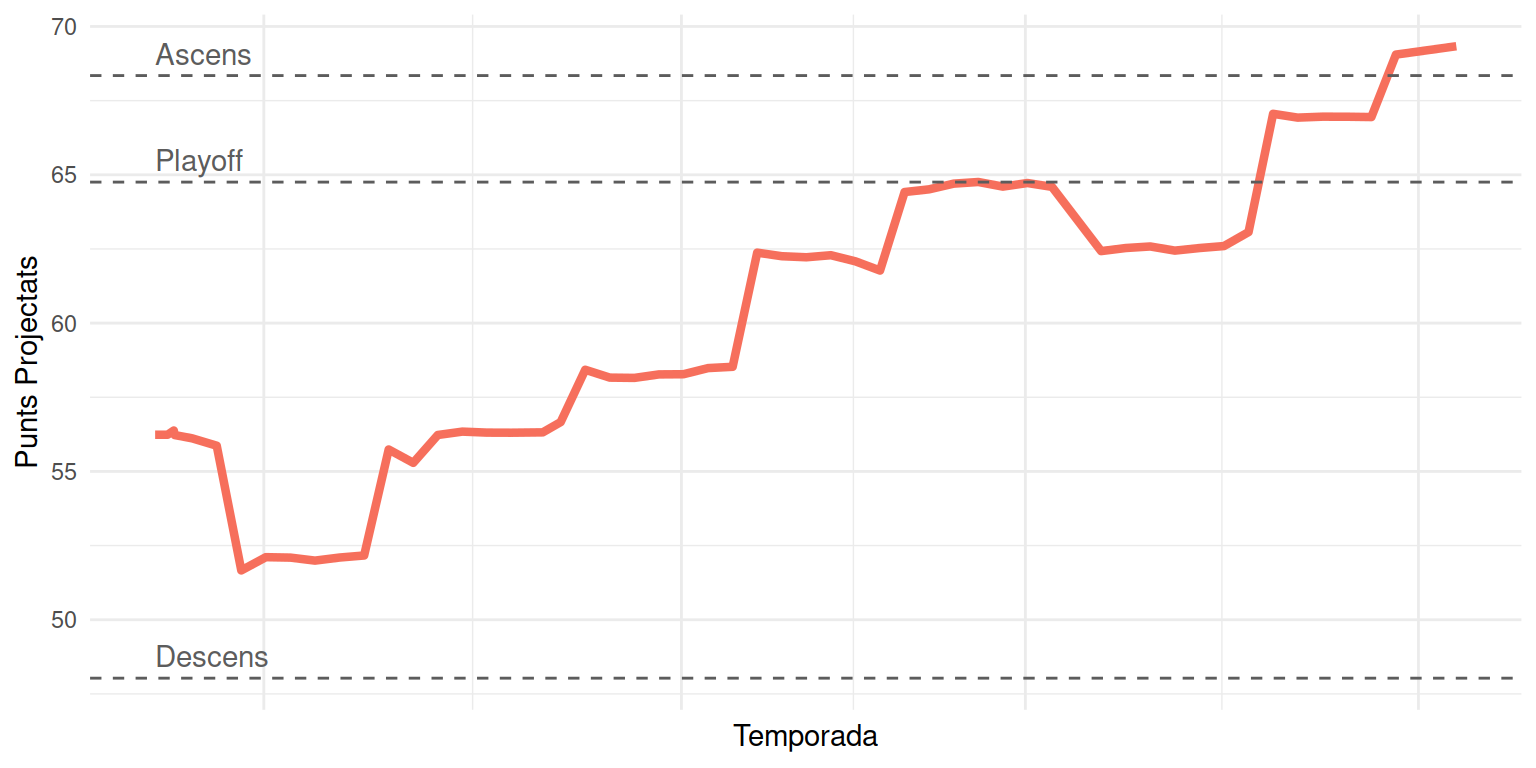 70
Ascens
Playoff
65
60
55
50
Descens
Punts Projectats
Temporada